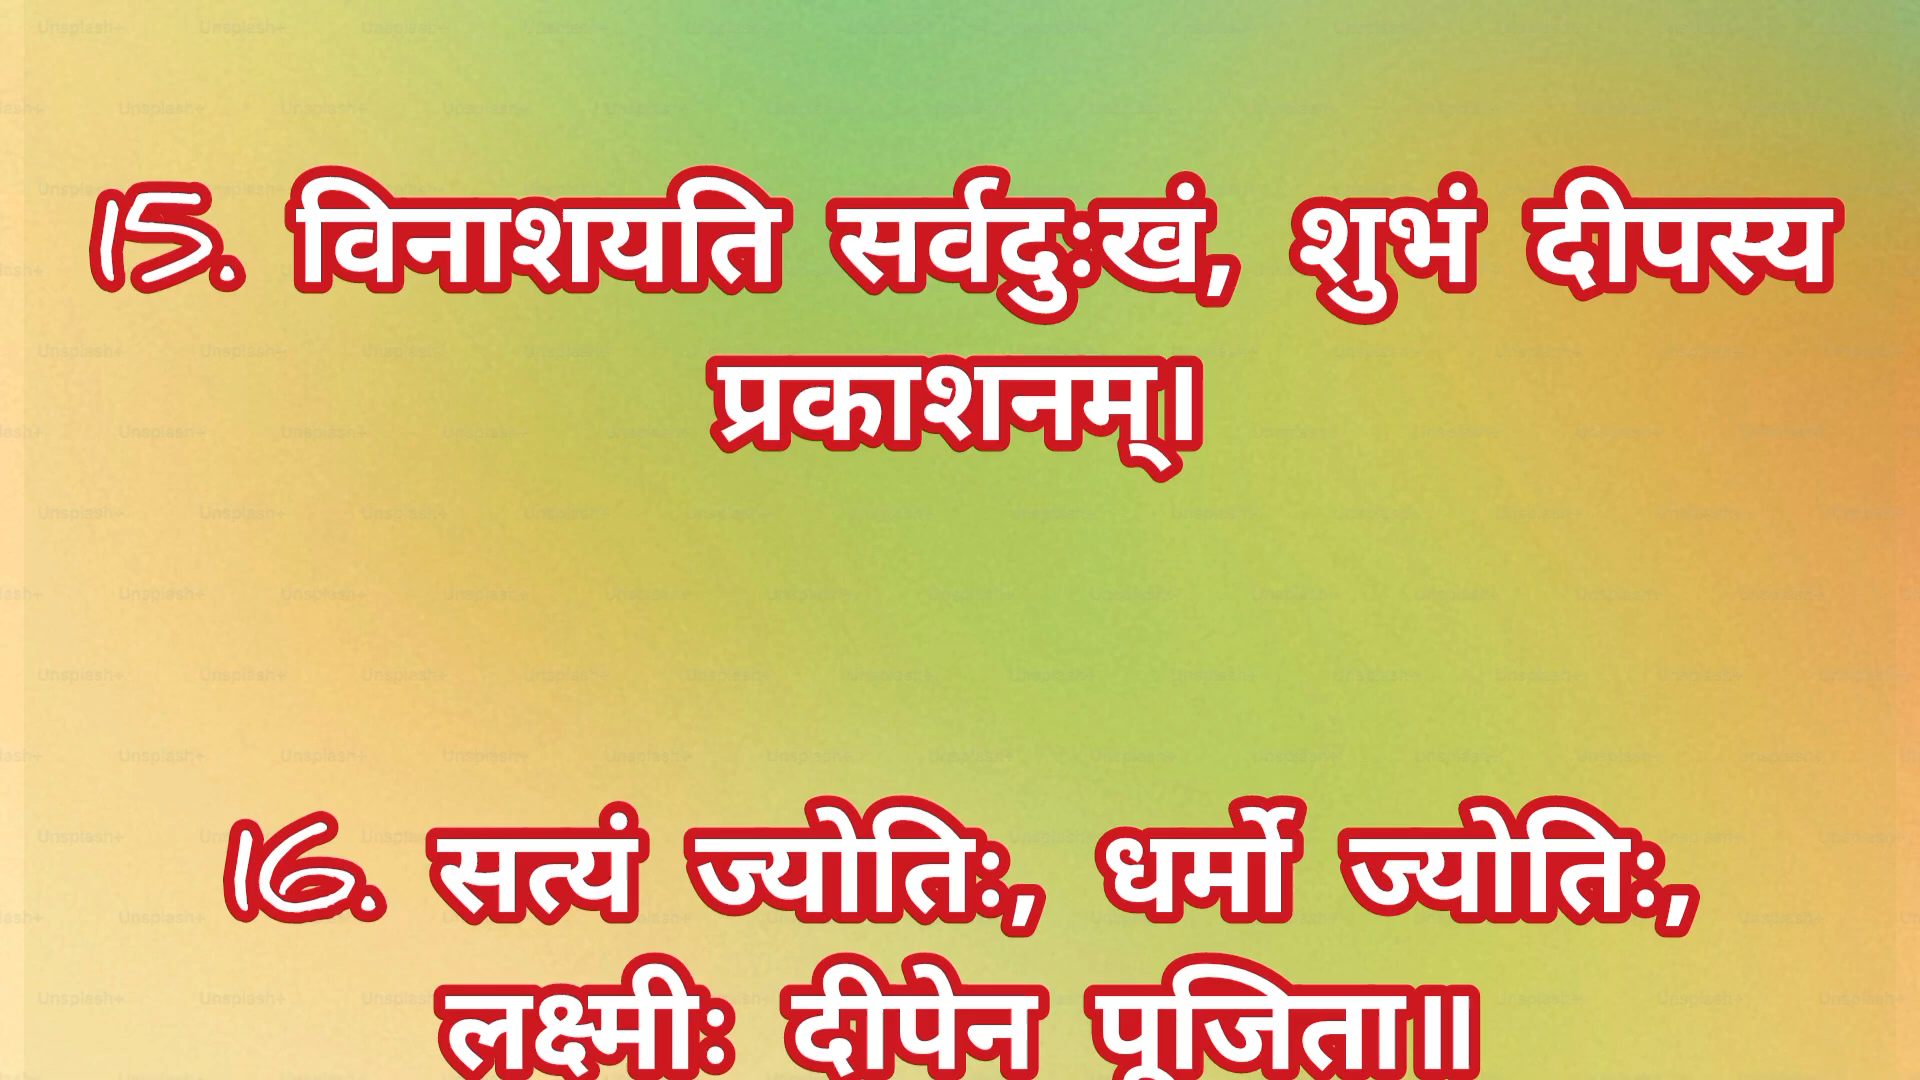 15. विनाशयति सर्वदुःखं, शुभं दीपस्य
प्रकाशनम्।
16. सत्यं ज्योतिः, धर्मो ज्योतिः,
लक्ष्मीः दीपेन पूजिता॥